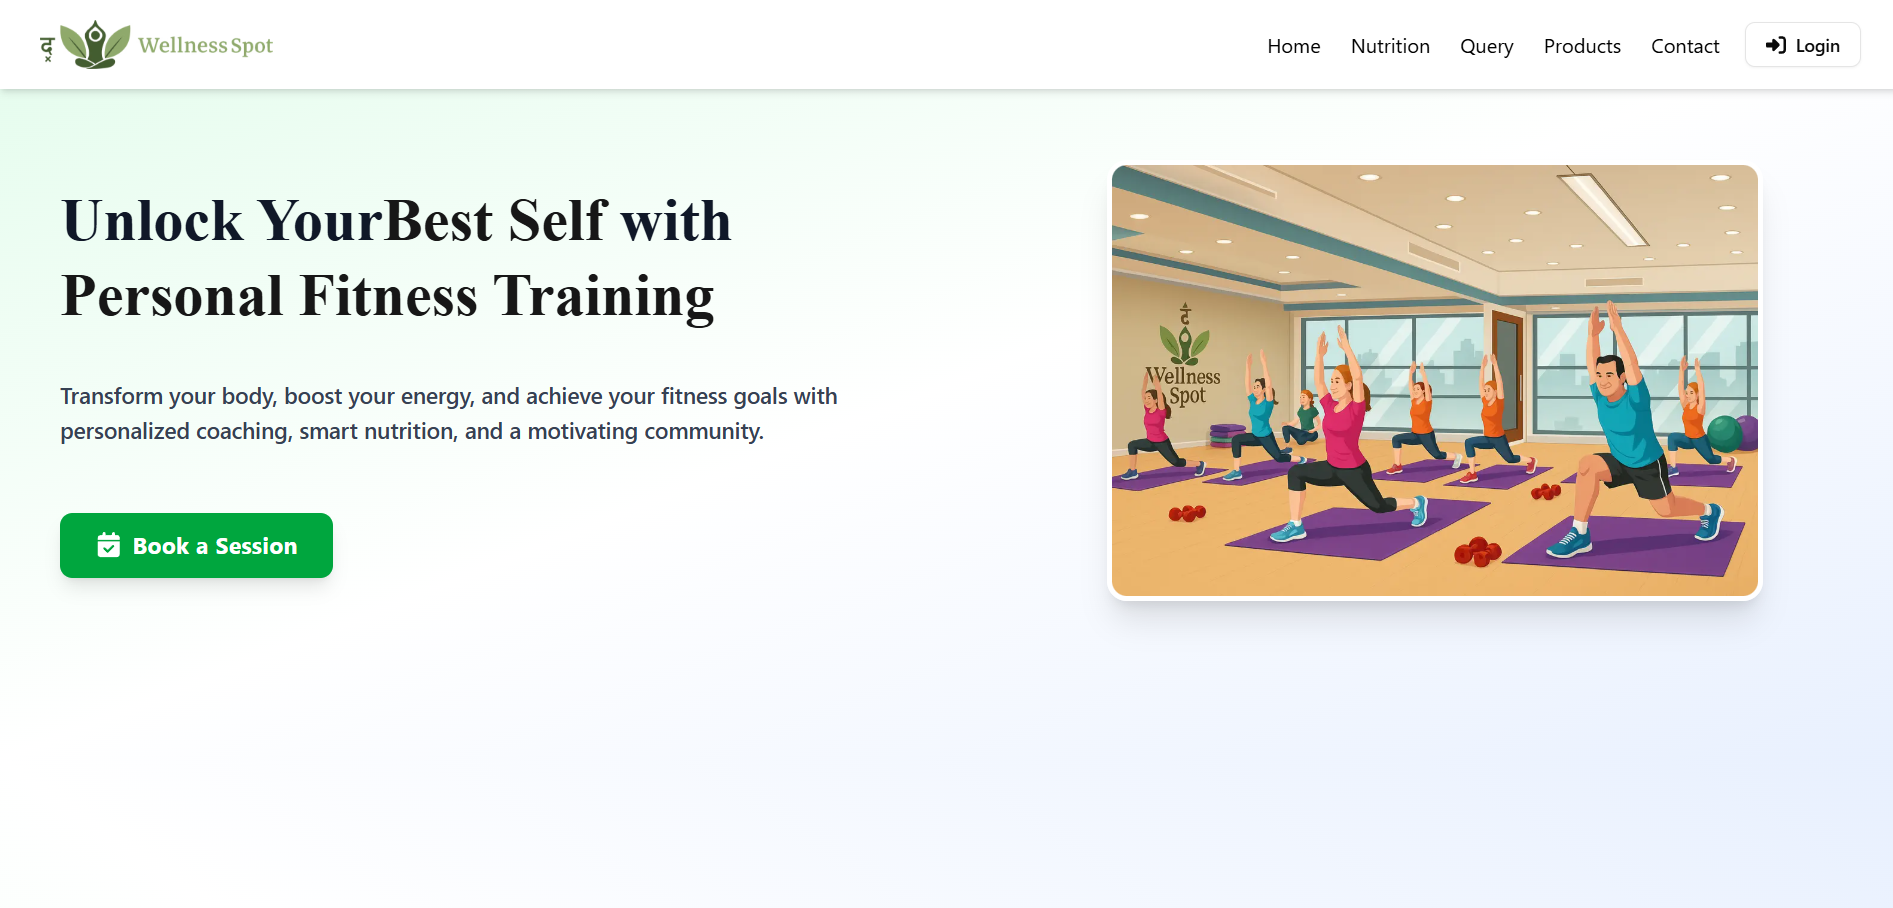 द् Wellness Spot
Home Nutrition Query Products Contact Login
Unlock YourBest Self with
Personal Fitness Training
Transform your body, boost your energy, and achieve your fitness goals with
personalized coaching, smart nutrition, and a motivating community.
Book a Session
Wellness
Spot